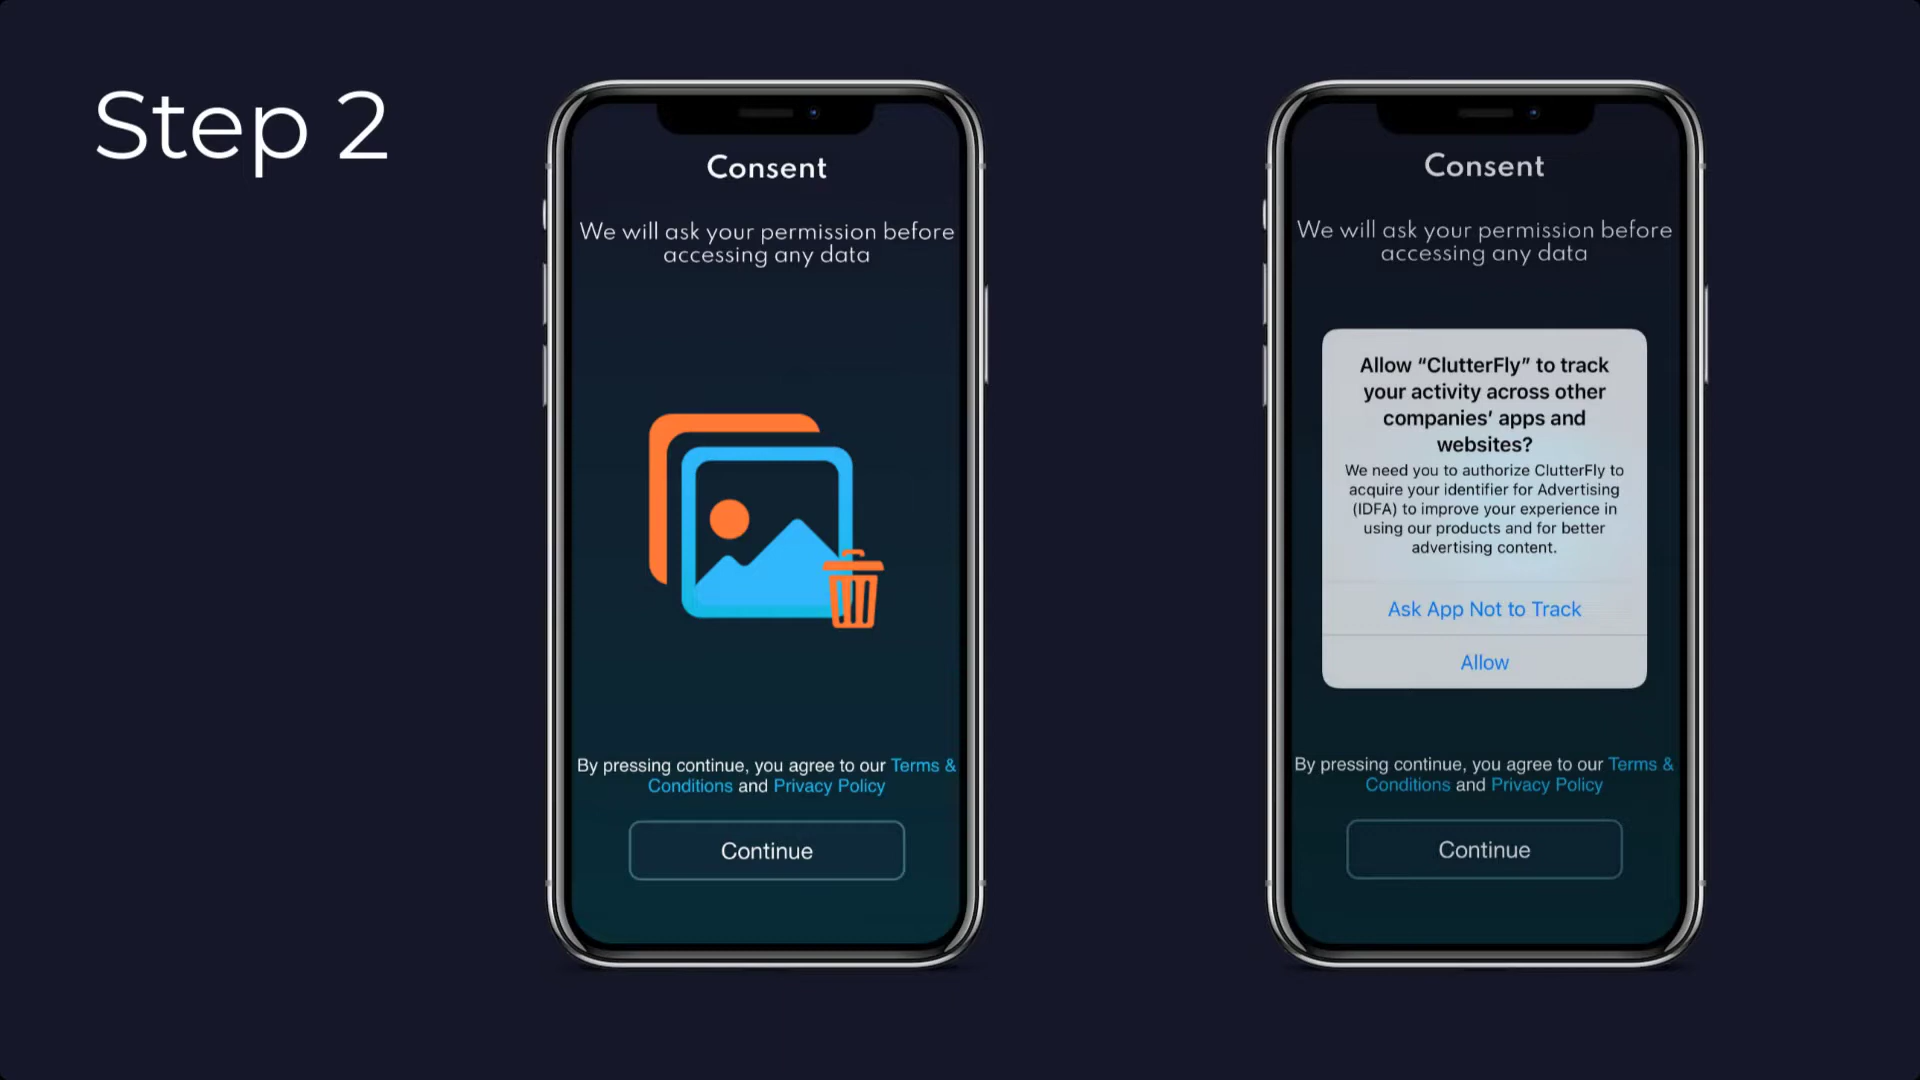 Step 2
Consent
We will ask your permission before
accessing any data
By pressing continue, you agree to our Terms &
Conditions and Privacy Policy
Continue
Consent
We will ask your permission before
accessing any data
Allow “ClutterFly” to track
your activity across other
companies’ apps and
websites?
We need you to authorize ClutterFly to
acquire your identifier for Advertising
(IDFA) to improve your experience in
using our products and for better
advertising content.
Ask App Not to Track
Allow
By pressing continue, you agree to our Terms &
Conditions and Privacy Policy
Continue